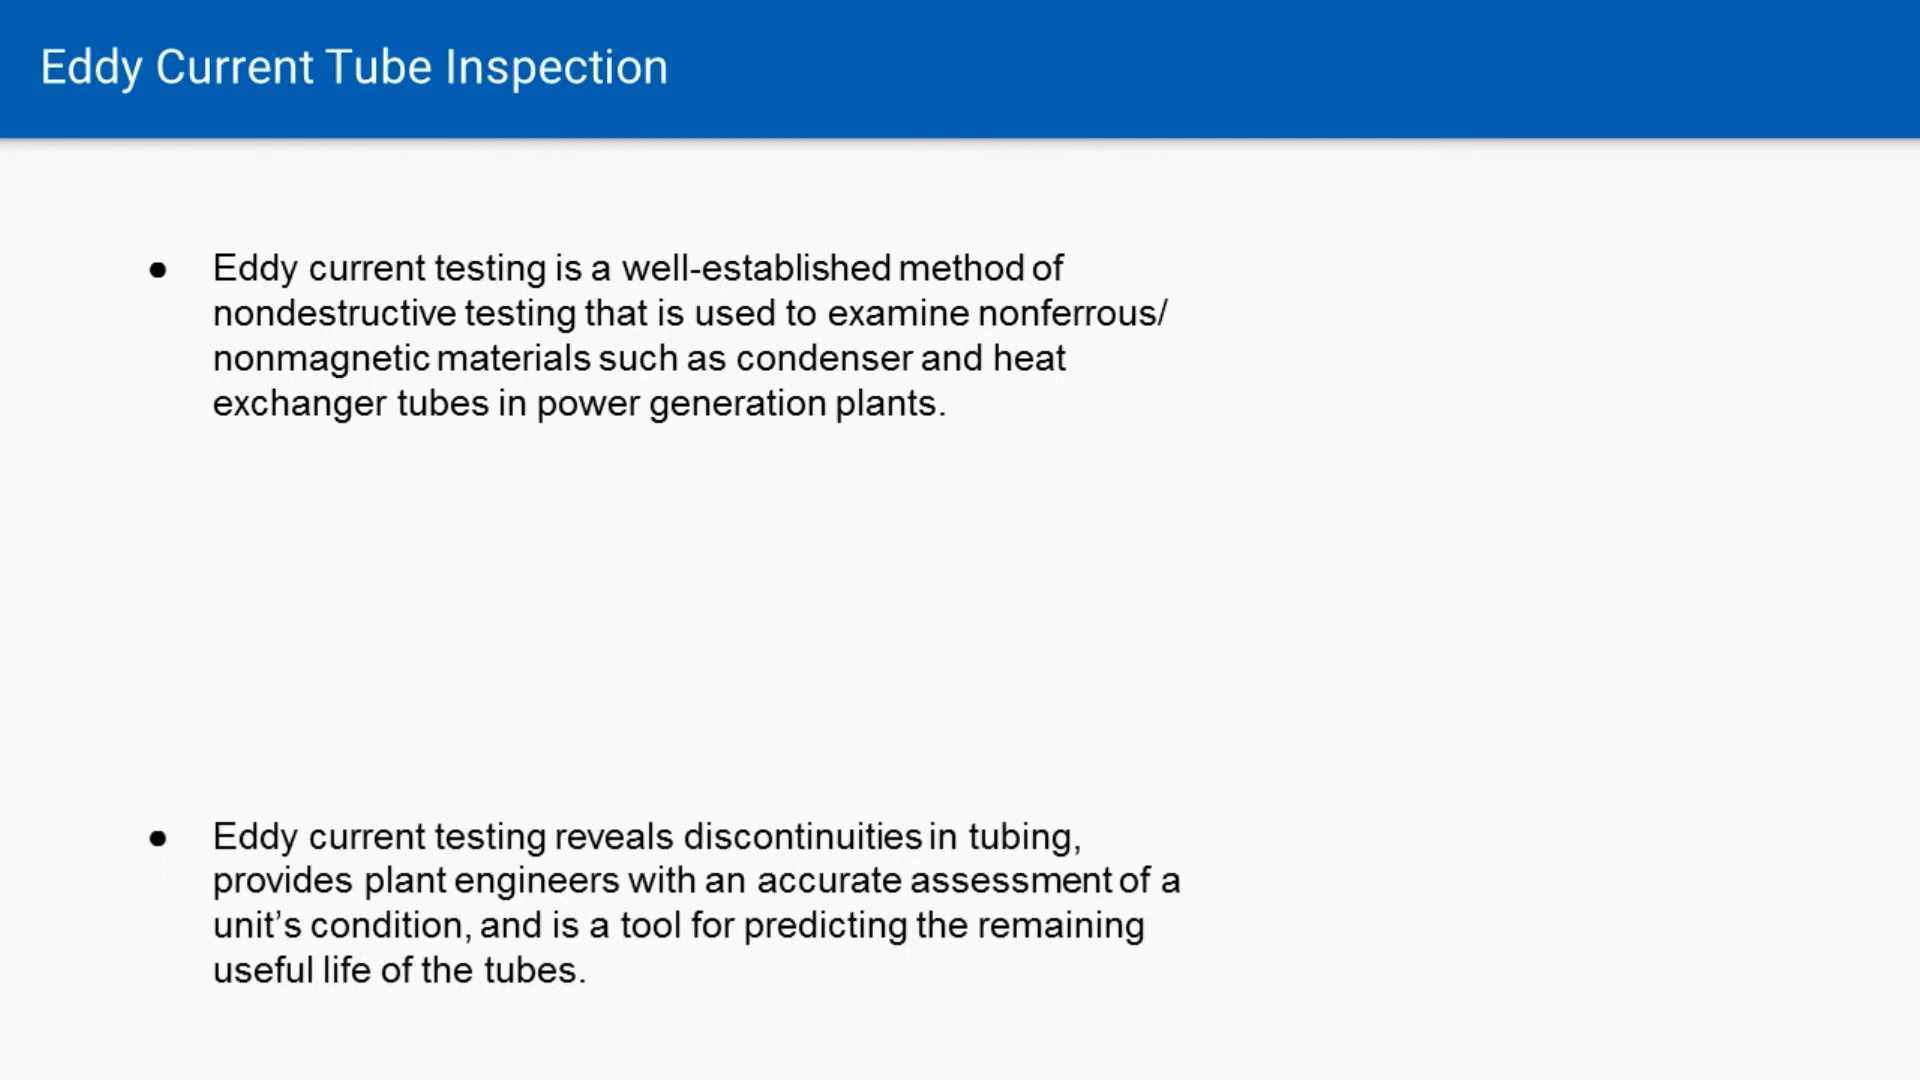 Eddy Current Tube Inspection
● Eddy current testing is a well-established method of
nondestructive testing that is used to examine nonferrous/
nonmagnetic materials such as condenser and heat
exchanger tubes in power generation plants.
● Eddy current testing reveals discontinuities in tubing,
provides plant engineers with an accurate assessment of a
unit’s condition, and is a tool for predicting the remaining
useful life of the tubes.